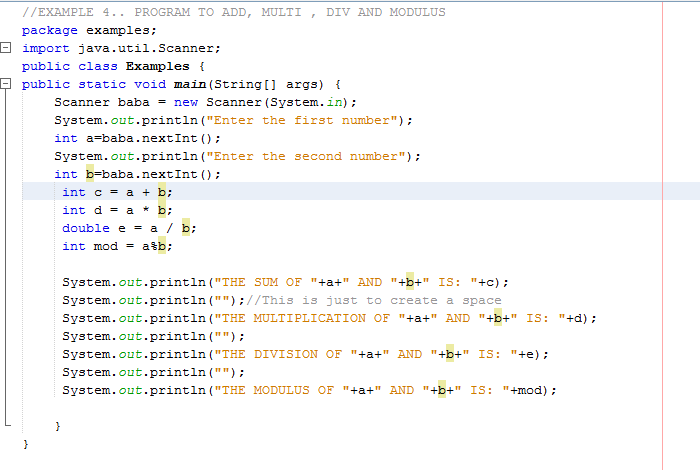 //EXAMPLE 4.. PROGRAM TO ADD, MULTI , DIV AND MODULUS
package examples;
import java.util.Scanner;
public class Examples {
public static void main(String[] args) {
Scanner baba = new Scanner(System.in);
System.out.println("Enter the first number");
int a=baba.nextInt();
System.out.println("Enter the second number");
int b=baba.nextInt();
int c = a + b;
int d = a * b;
double e = a / b;
int mod = a%b;
System.out.println("THE SUM OF "+a+" AND "+b+" IS: "+c);
System.out.println("");//This is just to create a space
System.out.println("THE MULTIPLICATION OF "+a+" AND "+b+" IS: "+d);
System.out.println("");
System.out.println("THE DIVISION OF "+a+" AND "+b+" IS: "+e);
System.out.println("");
System.out.println("THE MODULUS OF "+a+" AND "+b+" IS: "+mod);
}
}